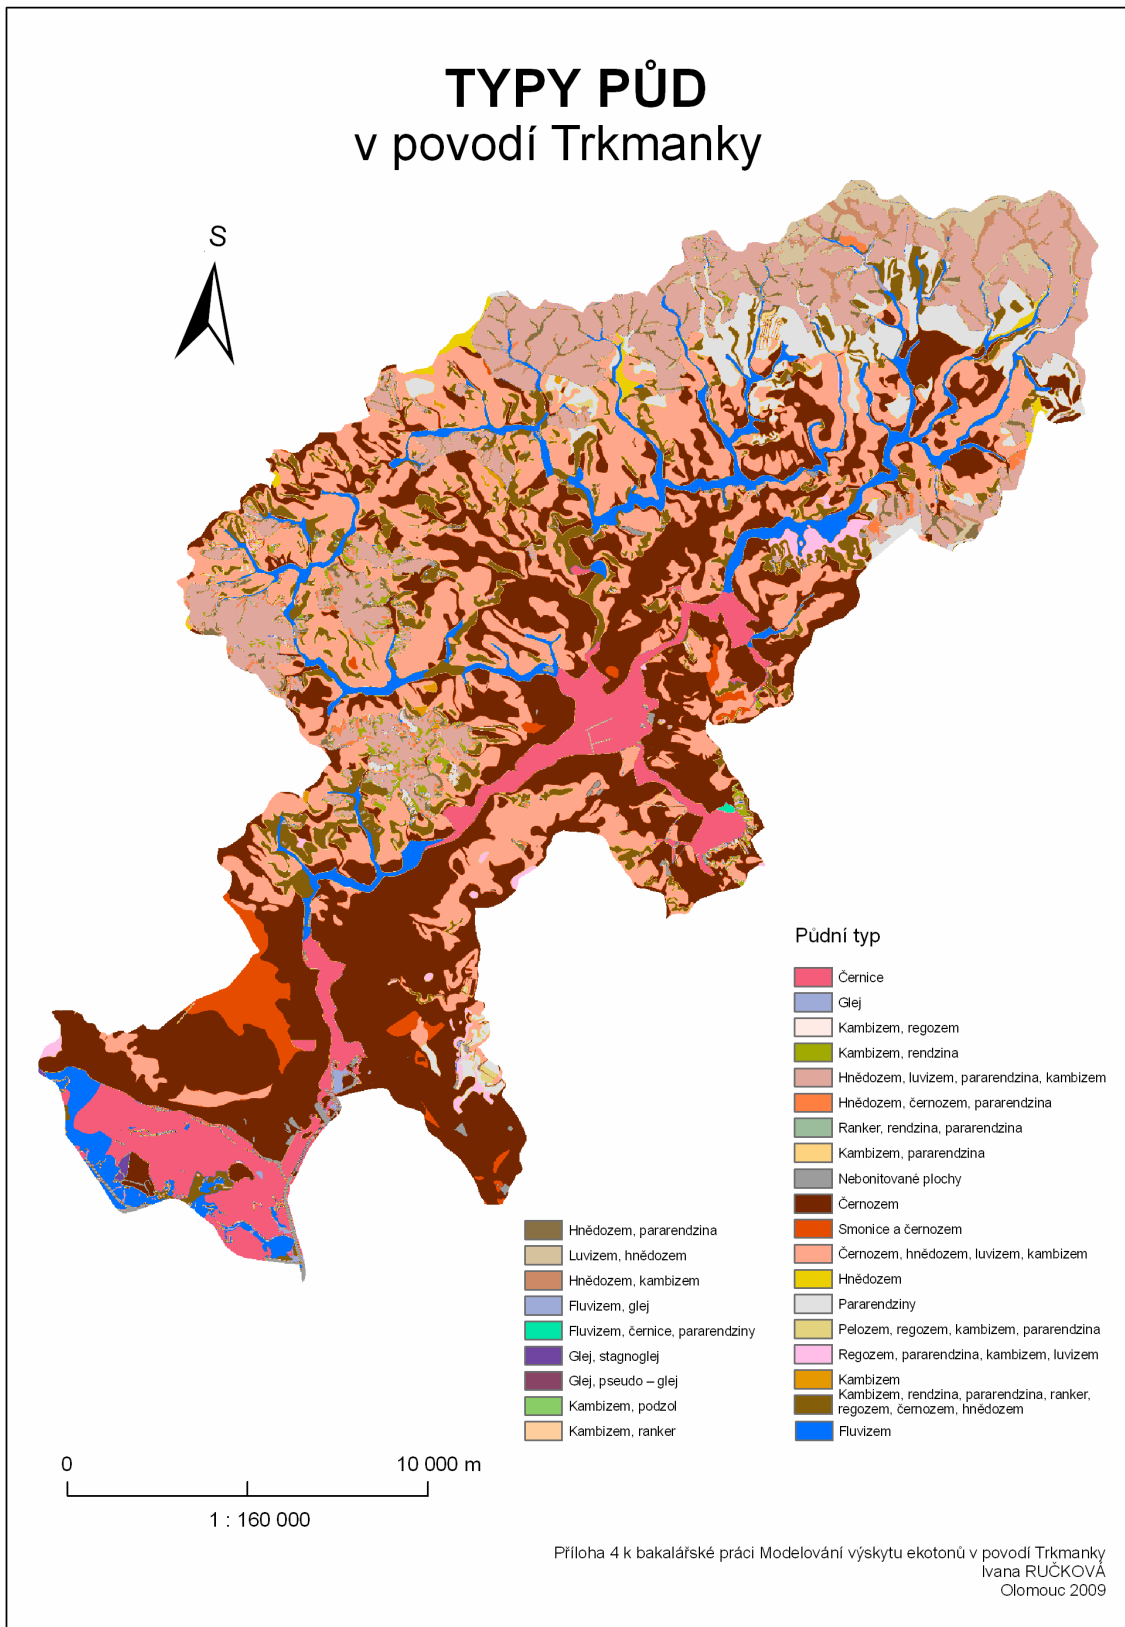 TYPY PŮD
v povodí Trkmanky
S
Půdní typ
Černice
Glej
Kambizem, regozem
Kambizem, rendzina
Hnědozem, luvizem, pararendzina, kambizem
Hnědozem, černozem, pararendzina
Ranker, rendzina, pararendzina
Kambizem, pararendzina
Nebonitované plochy
Černozem
Smonice a černozem
Černozem, hnědozem, luvizem, kambizem
Hnědozem
Pararendziny
Pelozem, regozem, kambizem, pararendzina
Regozem, pararendzina, kambizem, luvizem
Kambizem
Kambizem, rendzina, pararendzina, ranker,
regozem, černozem, hnědozem
Fluvizem
Hnědozem, pararendzina
Luvizem, hnědozem
Hnědozem, kambizem
Fluvizem, glej
Fluvizem, černice, pararendziny
Glej, stagnoglej
Glej, pseudo – glej
Kambizem, podzol
Kambizem, ranker
0 10 000 m
1 : 160 000
Příloha 4 k bakalářské práci Modelování výskytu ekotonů v povodí Trkmanky
Ivana RUČKOVÁ
Olomouc 2009